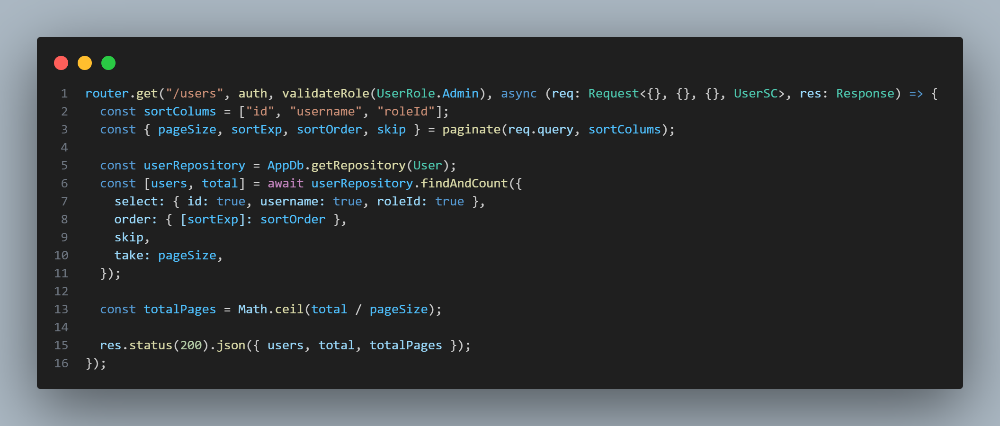 1 router.get("/users", auth, validateRole(UserRole.Admin), async (req: Request<{}, {}, {}, UserSC>, res: Response) => {
2   const sortColums = ["id", "username", "roleId"];
3   const { pageSize, sortExp, sortOrder, skip } = paginate(req.query, sortColums);
4
5   const userRepository = AppDb.getRepository(User);
6   const [users, total] = await userRepository.findAndCount({
7     select: { id: true, username: true, roleId: true },
8     order: { [sortExp]: sortOrder },
9     skip,
10     take: pageSize,
11   });
12
13   const totalPages = Math.ceil(total / pageSize);
14
15   res.status(200).json({ users, total, totalPages });
16 });